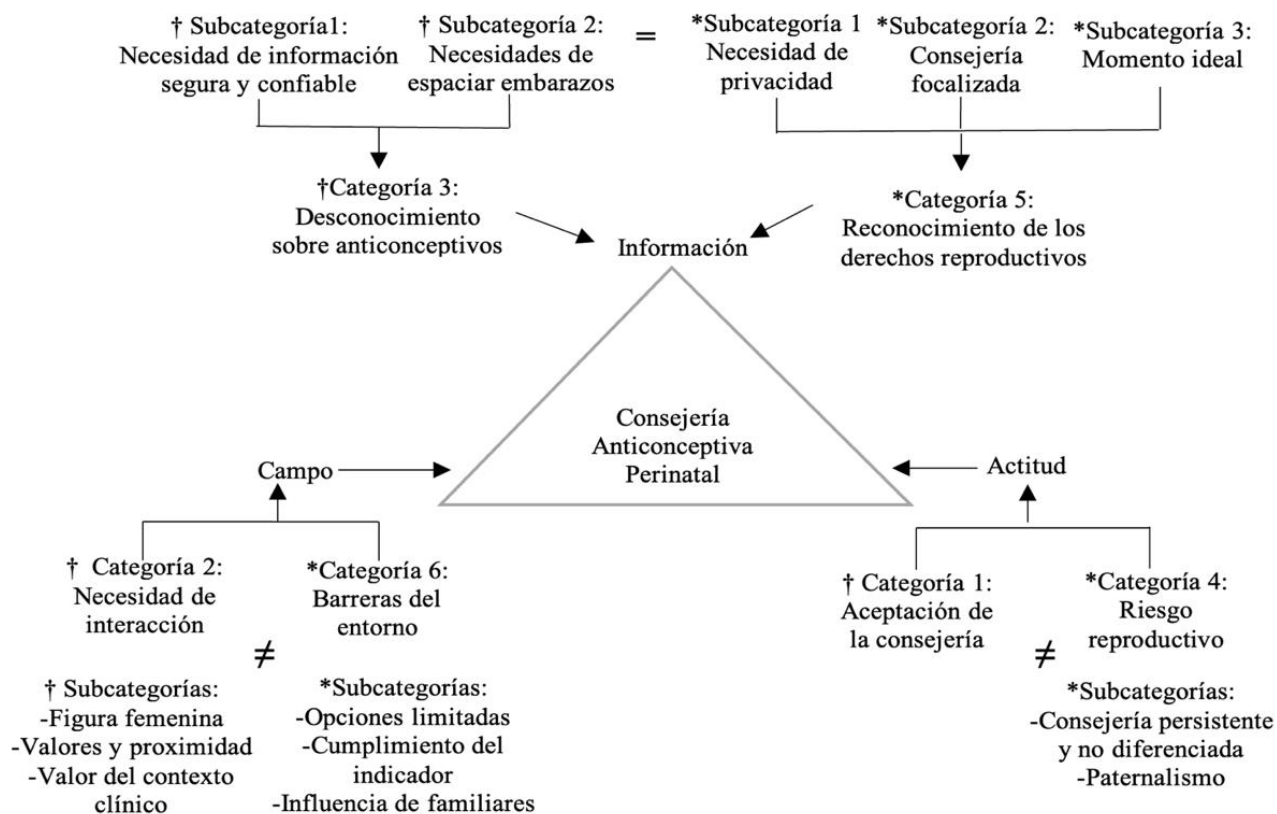 † Subcategoría1:
Necesidad de información
segura y confiable
† Subcategoría 2:
Necesidades de
espaciar embarazos
=
*Subcategoría 1
Necesidad de
privacidad
*Subcategoría 2:
Consejería
focalizada
*Subcategoría 3:
Momento ideal
†Categoría 3:
Desconocimiento
sobre anticonceptivos
*Categoría 5:
Reconocimiento de los
derechos reproductivos
Información
Consejería
Anticonceptiva
Perinatal
Campo
Actitud
† Categoría 2:
Necesidad de
interacción
≠
*Categoría 6:
Barreras del
entorno
† Subcategorías:
-Figura femenina
-Valores y proximidad
-Valor del contexto
clínico
*Subcategorías:
-Opciones limitadas
-Cumplimiento del
indicador
-Influencia de familiares
† Categoría 1:
Aceptación de
la consejería
≠
*Categoría 4:
Riesgo
reproductivo
*Subcategorías:
-Consejería persistente
y no diferenciada
-Paternalismo